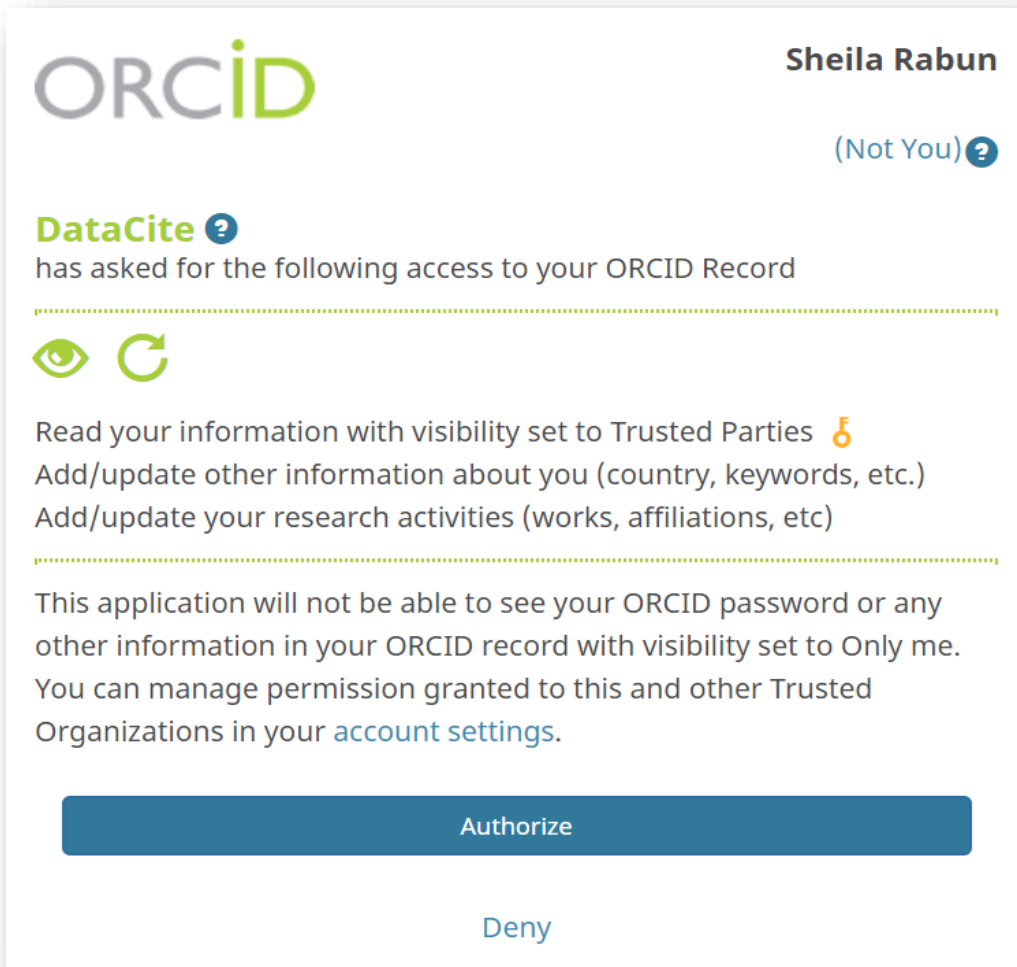 ORCiD
Sheila Rabun
(Not You) ?
DataCite ?
has asked for the following access to your ORCID Record
Read your information with visibility set to Trusted Parties
Add/update other information about you (country, keywords, etc.)
Add/update your research activities (works, affiliations, etc)
This application will not be able to see your ORCID password or any
other information in your ORCID record with visibility set to Only me.
You can manage permission granted to this and other Trusted
Organizations in your account settings.
Authorize
Deny